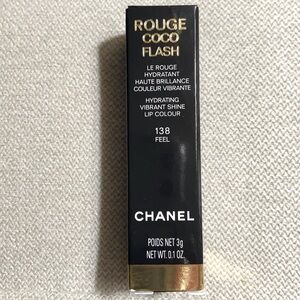 ROUGE
COCO
FLASH
LE ROUGE
HYDRATANT
HAUTE BRILLANCE
COULEUR VIBRANTE
HYDRATING
VIBRANT SHINE
LIP COLOUR
138
FEEL
CHANEL
POIDS NET 3g
NET WT. 0.1 OZ.